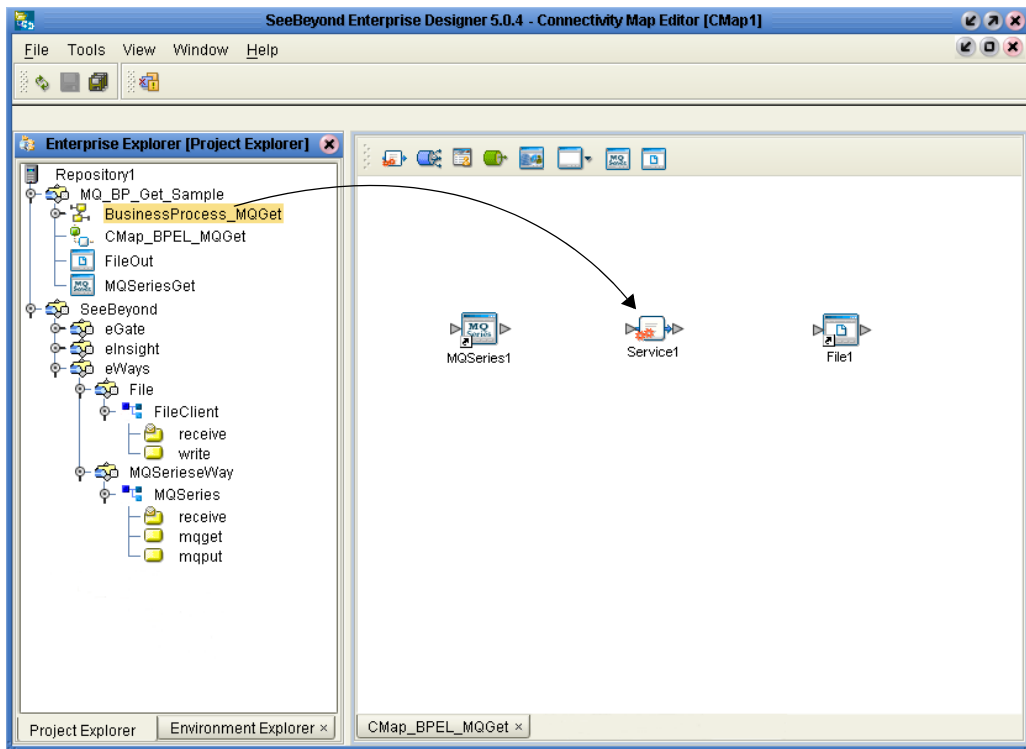 SeeBeyond Enterprise Designer 5.0.4 - Connectivity Map Editor [CMap1]
File Tools View Window Help
Enterprise Explorer [Project Explorer]
Repository1
MQ_BP_Get_Sample
BusinessProcess_MQGet
CMap_BPEL_MQGet
FileOut
MQSeriesGet
SeeBeyond
eGate
eInsight
eWays
File
FileClient
receive
write
MQSerieseWay
MQSeries
receive
mqget
mqput
Project Explorer
Environment Explorer ×
MQ
Series
MQSeries1
Service1
File1
CMap_BPEL_MQGet ×